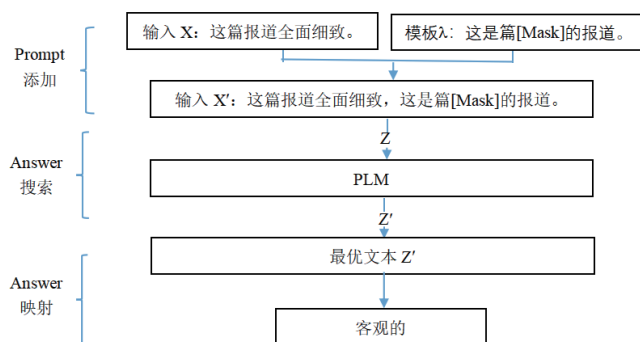 Prompt
添加
输入 X：这篇报道全面细致。
模板λ：这是篇[Mask]的报道。
输入 X′：这篇报道全面细致，这是篇[Mask]的报道。
Z
Answer
搜索
PLM
Z′
Answer
映射
最优文本 Z′
客观的